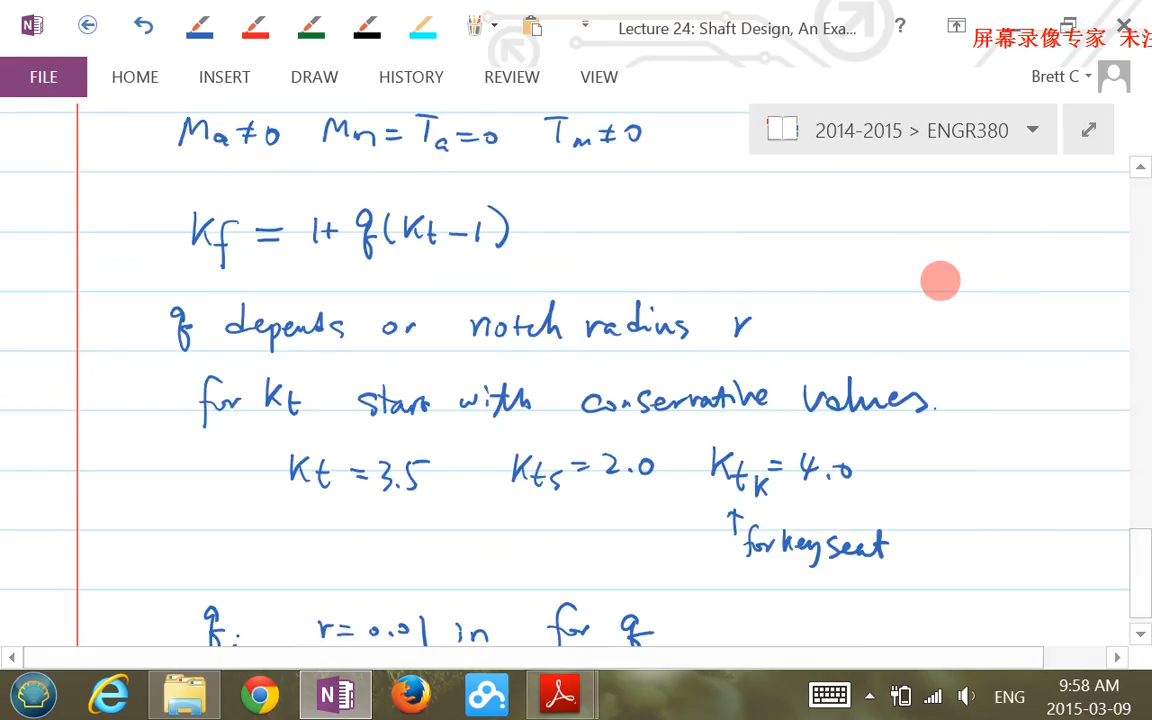 Lecture 24: Shaft Design, An Exa...
?
屏幕录像专家 未
FILE HOME INSERT DRAW HISTORY REVIEW VIEW
Brett C
2014-2015 > ENGR380
Ma≠0 Mm = Ta=0 Tm≠0
Kf = 1+ q(Kt-1)
q depends on notch radius r
for Kt start with conservative values.
Kt = 3.5 Kts = 2.0 KtK = 4.0
↑ for key seat
q: r=0.01 in for q
ENG
9:58 AM
2015-03-09